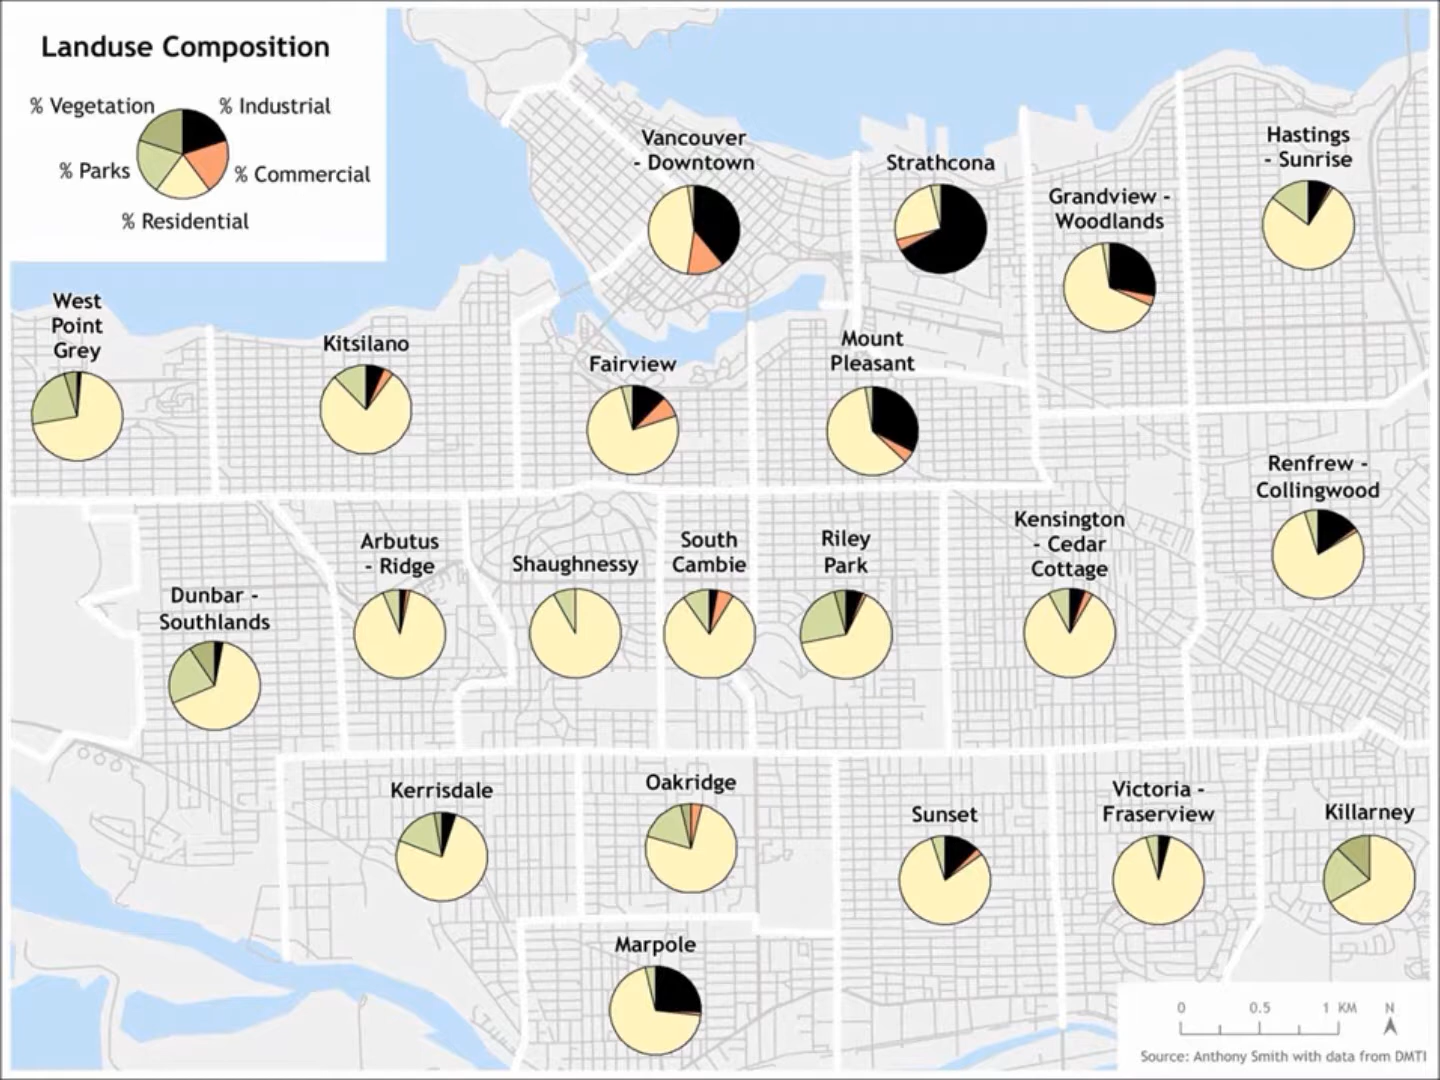 Landuse Composition
% Vegetation
% Industrial
% Parks
% Commercial
% Residential
Vancouver
- Downtown
Strathcona
Hastings
- Sunrise
Grandview -
Woodlands
West
Point
Grey
Kitsilano
Fairview
Mount
Pleasant
Renfrew -
Collingwood
Arbutus
- Ridge
Shaughnessy
South
Cambie
Riley
Park
Kensington
- Cedar
Cottage
Dunbar -
Southlands
Kerrisdale
Oakridge
Sunset
Victoria -
Fraserview
Killarney
Marpole
0 0.5 1 KM N
Source: Anthony Smith with data from DMTI